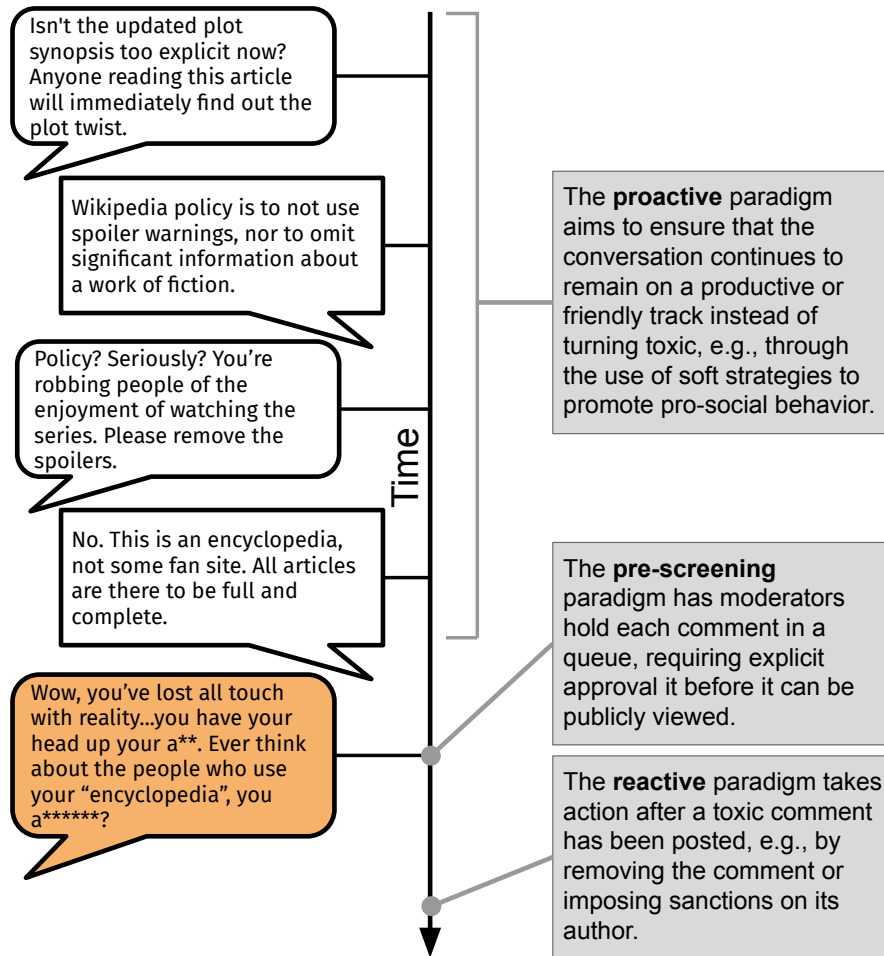 Isn't the updated plot
synopsis too explicit now?
Anyone reading this article
will immediately find out the
plot twist.
Wikipedia policy is to not use
spoiler warnings, nor to omit
significant information about
a work of fiction.
Policy? Seriously? You’re
robbing people of the
enjoyment of watching the
series. Please remove the
spoilers.
No. This is an encyclopedia,
not some fan site. All articles
are there to be full and
complete.
Wow, you’ve lost all touch
with reality...you have your
head up your a**. Ever think
about the people who use
your “encyclopedia”, you
a******?
Time
The proactive paradigm
aims to ensure that the
conversation continues to
remain on a productive or
friendly track instead of
turning toxic, e.g., through
the use of soft strategies to
promote pro-social behavior.
The pre-screening
paradigm has moderators
hold each comment in a
queue, requiring explicit
approval it before it can be
publicly viewed.
The reactive paradigm takes
action after a toxic comment
has been posted, e.g., by
removing the comment or
imposing sanctions on its
author.